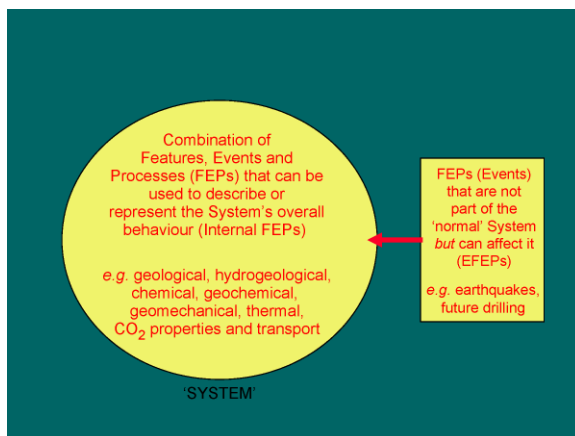 Combination of
Features, Events and
Processes (FEPs) that can be
used to describe or
represent the System's overall
behaviour (Internal FEPs)
e.g. geological, hydrogeological,
chemical, geochemical,
geomechanical, thermal,
CO2 properties and transport
FEPs (Events)
that are not
part of the
'normal' System
but can affect it
(EFEPs)
e.g. earthquakes,
future drilling
'SYSTEM'